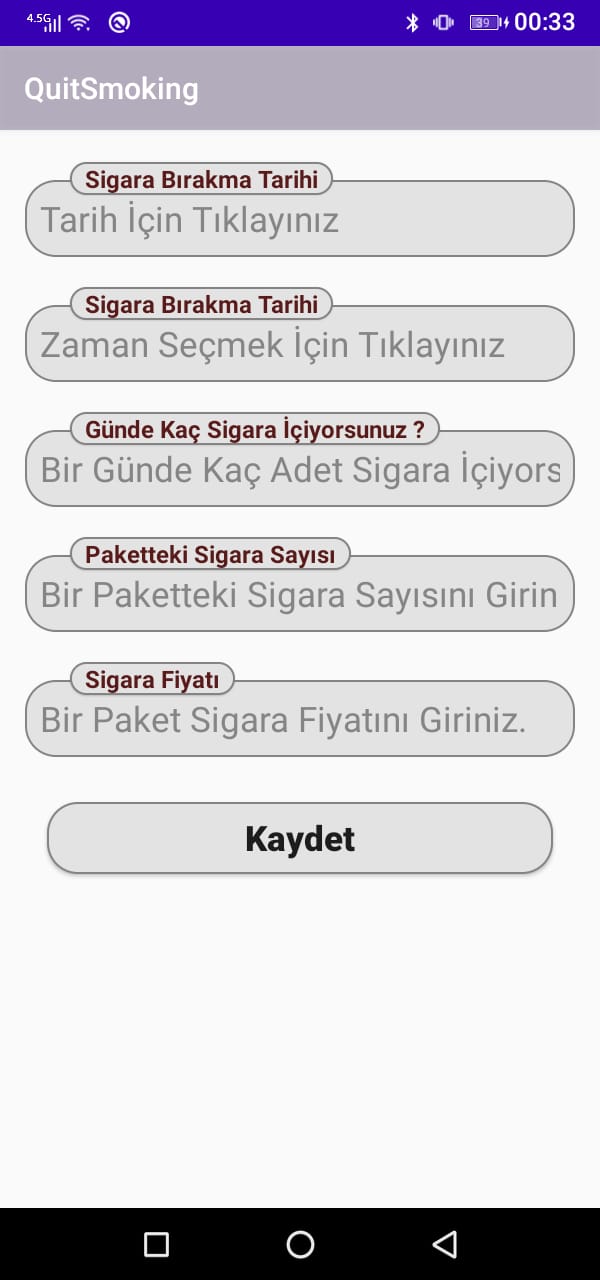 4.5G 39 00:33
QuitSmoking
Sigara Bırakma Tarihi
Tarih İçin Tıklayınız
Sigara Bırakma Tarihi
Zaman Seçmek İçin Tıklayınız
Günde Kaç Sigara İçiyorsunuz ?
Bir Günde Kaç Adet Sigara İçiyors
Paketteki Sigara Sayısı
Bir Paketteki Sigara Sayısını Girin
Sigara Fiyatı
Bir Paket Sigara Fiyatını Giriniz.
Kaydet